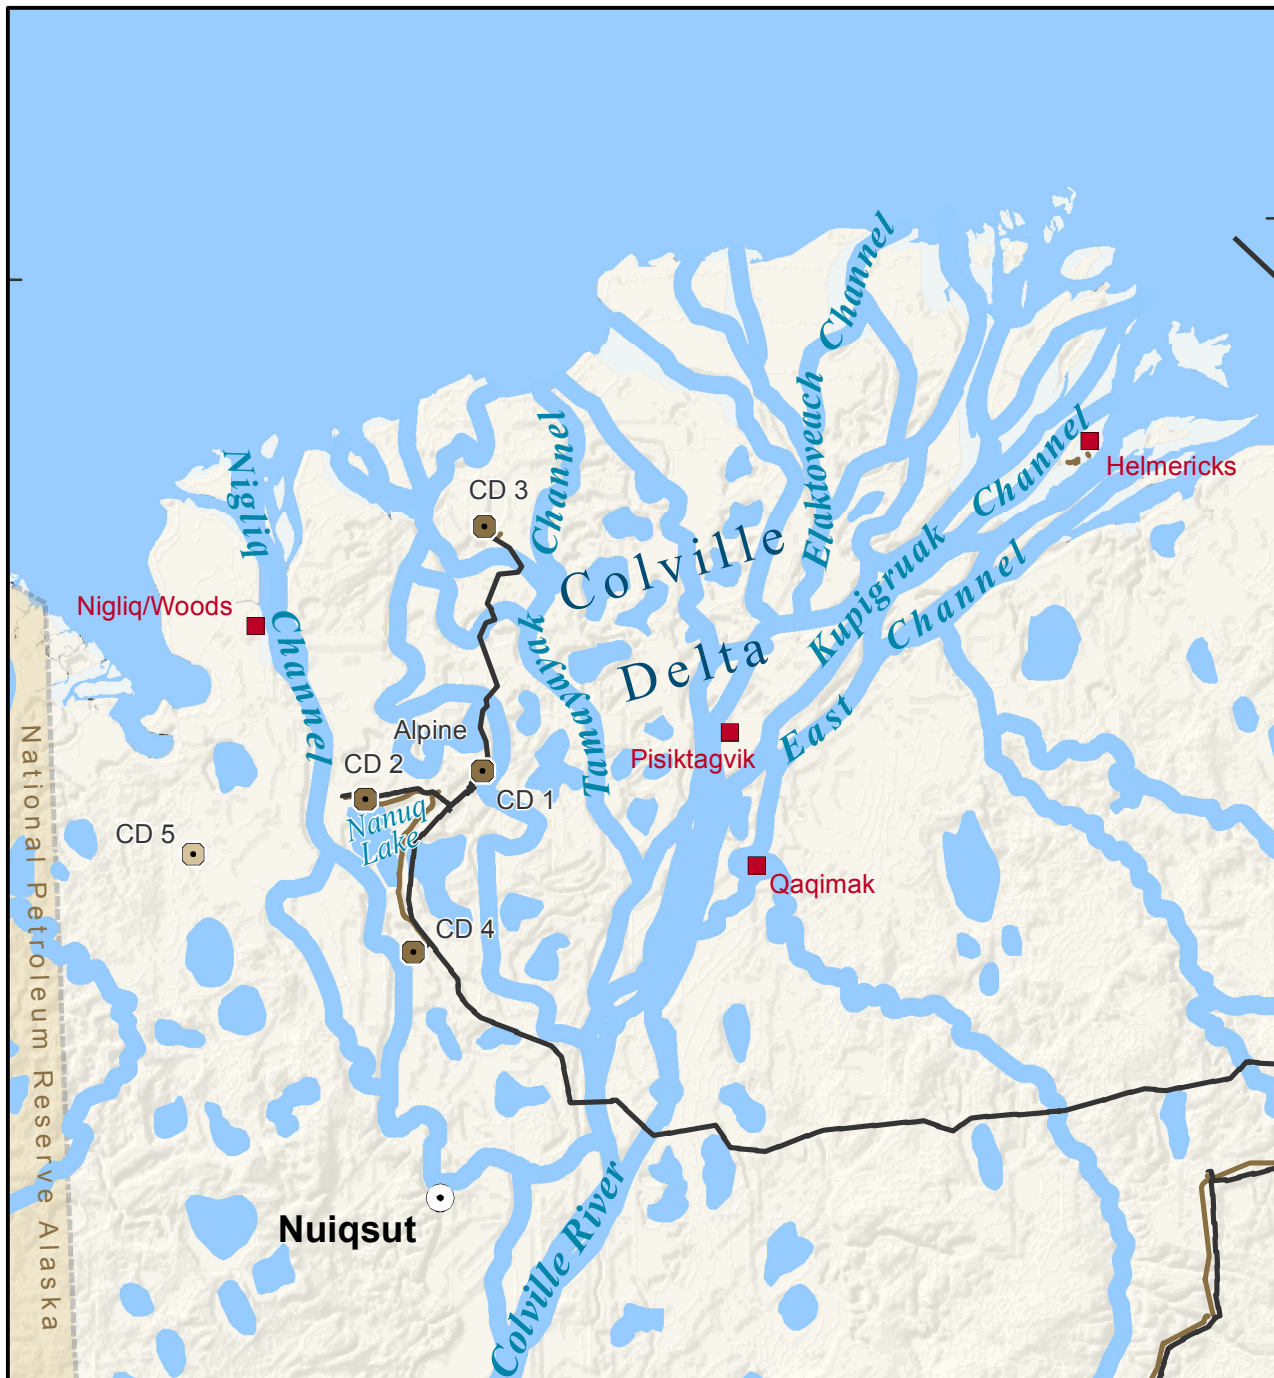 Elaktoveach Channel
Nigliq Channel
Tamayayak Channel
Kupigruak Channel
Helmericks
CD 3
Colville
Delta
East Channel
Nigliq/Woods
National Petroleum Reserve Alaska
Alpine
Pisiktagvik
CD 2
CD 1
Nanuq
Lake
CD 5
Qaqimak
CD 4
Nuiqsut
Colville River